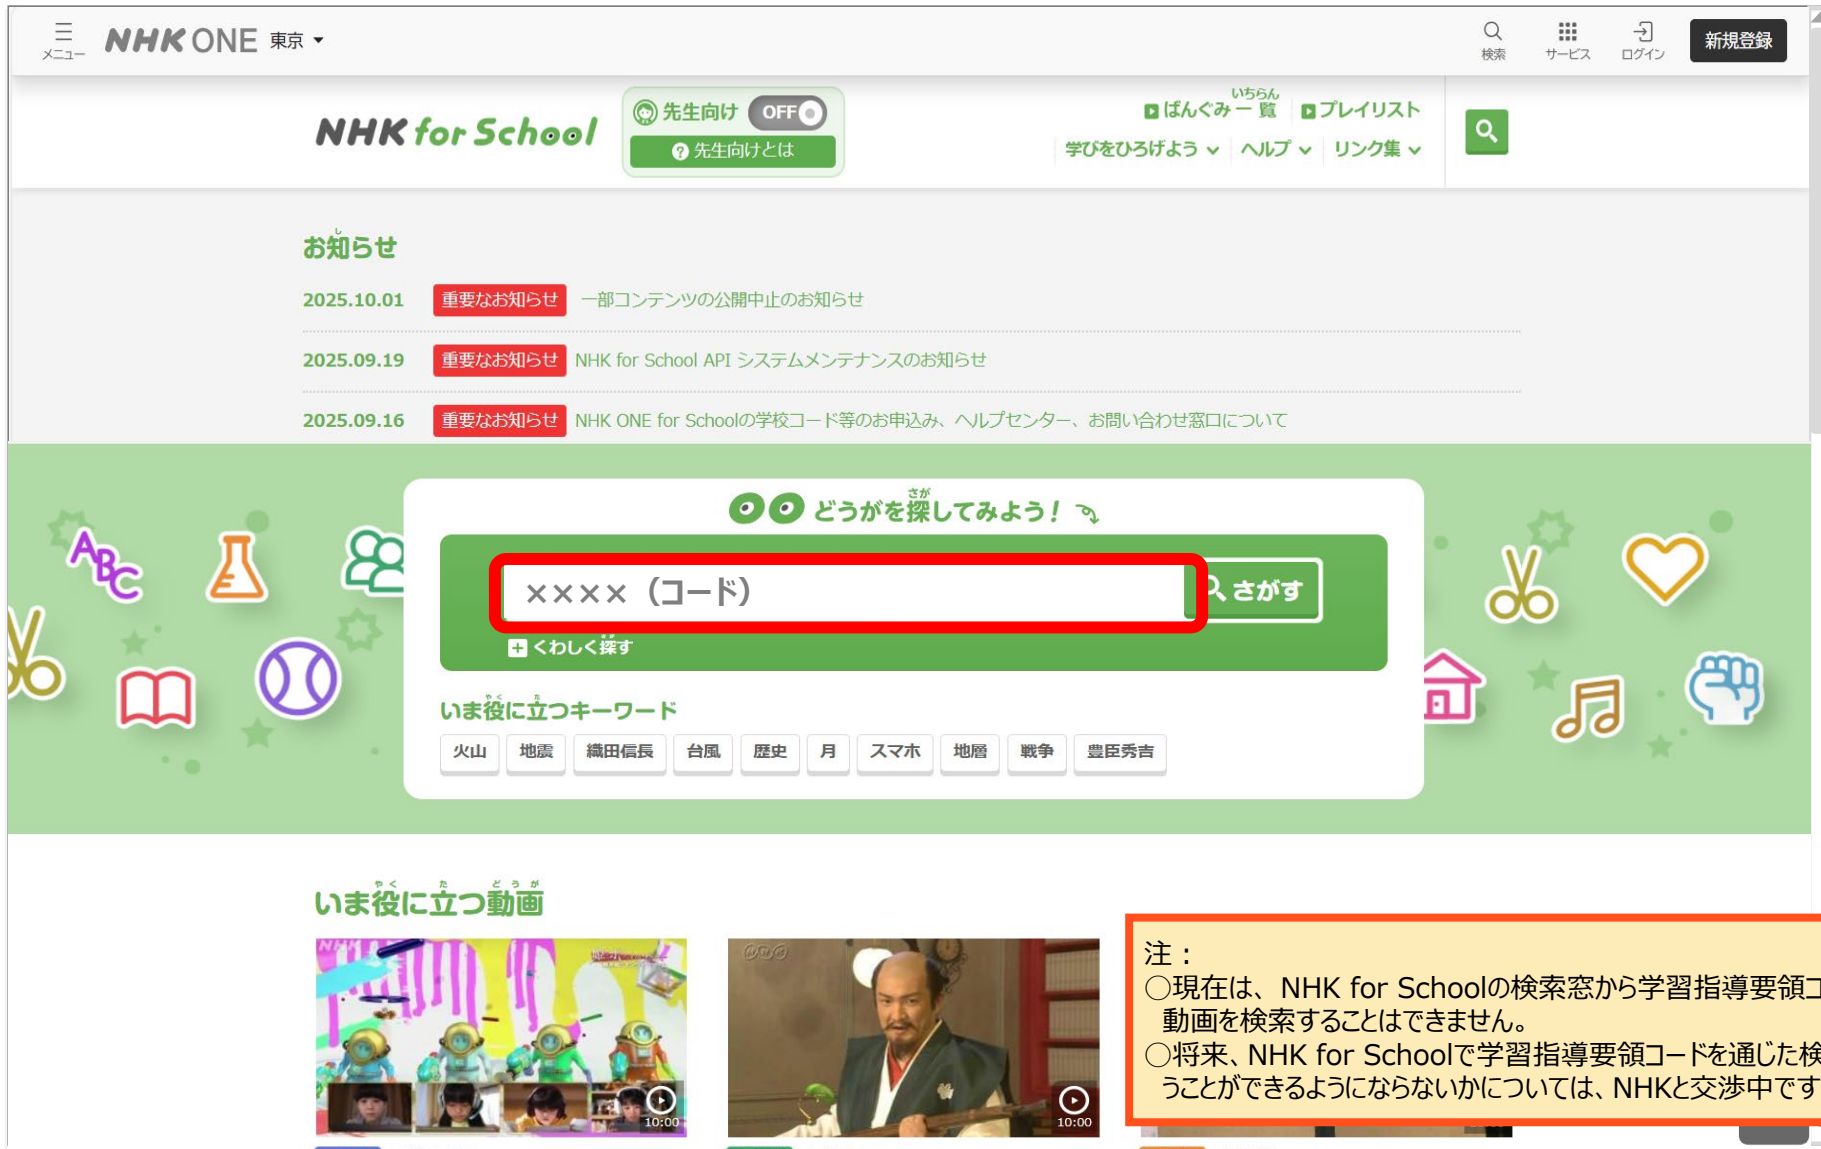 メニュー NHK ONE 東京 検索 サービス ログイン 新規登録
NHK for School 先生向け OFF
先生向けとは
いちらん
ばんぐみ一覧 プレイリスト
学びをひろげよう ヘルプ リンク集
し
お知らせ
2025.10.01 重要なお知らせ 一部コンテンツの公開中止のお知らせ
2025.09.19 重要なお知らせ NHK for School API システムメンテナンスのお知らせ
2025.09.16 重要なお知らせ NHK ONE for Schoolの学校コード等のお申込み、ヘルプセンター、お問い合わせ窓口について
さが
どうがを探してみよう！
ABC
××××（コード） さがす
くわしく探す
やく た
いま役に立つキーワード
火山 地震 織田信長 台風 歴史 月 スマホ 地層 戦争 豊臣秀吉
やく た どうが
いま役に立つ動画
NHK
10:00
10:00
注：
○現在は、NHK for Schoolの検索窓から学習指導要領コ
動画を検索することはできません。
○将来、NHK for Schoolで学習指導要領コードを通じた検
うことができるようにならないかについては、NHKと交渉中です